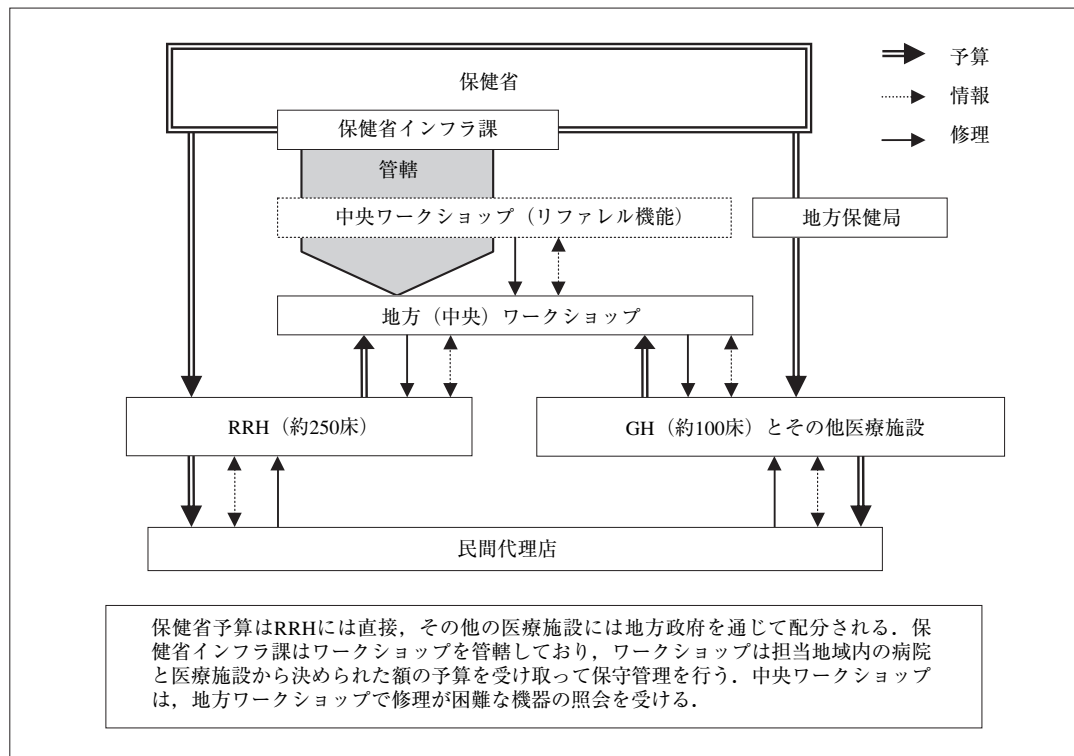 保健省
予算
情報
保健省インフラ課
修理
管轄
中央ワークショップ（リファレル機能）
地方保健局
地方（中央）ワークショップ
RRH（約250床）
GH（約100床）とその他医療施設
民間代理店
保健省予算はRRHには直接，その他の医療施設には地方政府を通じて配分される．保
健省インフラ課はワークショップを管轄しており，ワークショップは担当地域内の病院
と医療施設から決められた額の予算を受け取って保守管理を行う．中央ワークショップ
は，地方ワークショップで修理が困難な機器の照会を受ける．